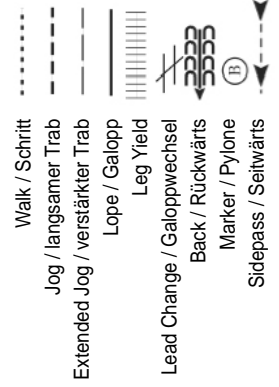 Walk / Schritt
Jog / langsamer Trab
Extended Jog / verstärkter Trab
Lope / Galopp
Leg Yield
Lead Change / Galoppwechsel
Back / Rückwärts
Marker / Pylone
B
Sidepass / Seitwärts